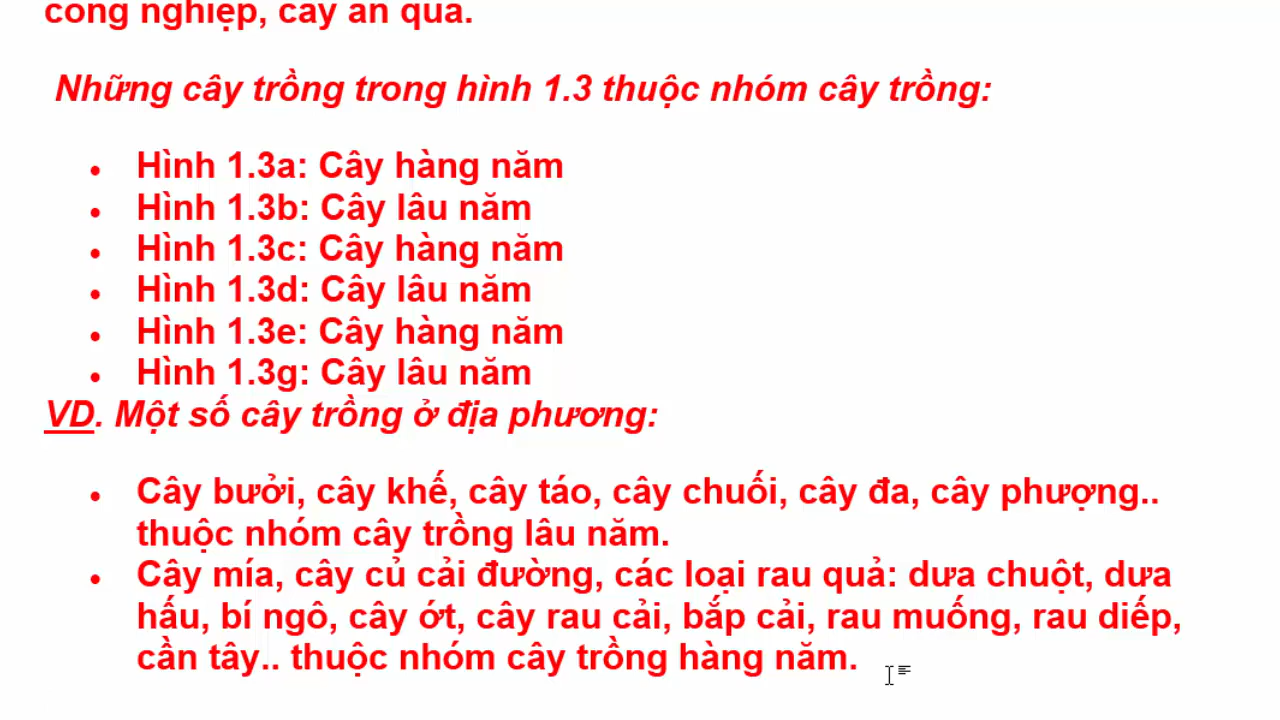 công nghiệp, cây ăn quả.
Những cây trồng trong hình 1.3 thuộc nhóm cây trồng:
• Hình 1.3a: Cây hàng năm
• Hình 1.3b: Cây lâu năm
• Hình 1.3c: Cây hàng năm
• Hình 1.3d: Cây lâu năm
• Hình 1.3e: Cây hàng năm
• Hình 1.3g: Cây lâu năm
VD. Một số cây trồng ở địa phương:
• Cây bưởi, cây khế, cây táo, cây chuối, cây đa, cây phượng..
thuộc nhóm cây trồng lâu năm.
• Cây mía, cây củ cải đường, các loại rau quả: dưa chuột, dưa
hấu, bí ngô, cây ớt, cây rau cải, bắp cải, rau muống, rau diếp,
cần tây.. thuộc nhóm cây trồng hàng năm.